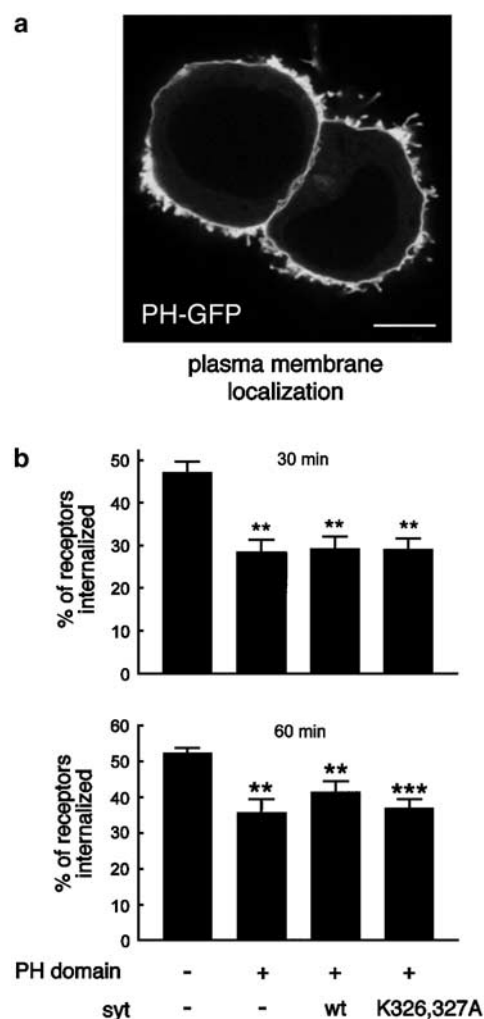 a
PH-GFP
plasma membrane
localization
b
30 min
% of receptors
internalized
50
40
30
20
10
0
** ** **
60 min
% of receptors
internalized
60
50
40
30
20
10
0
** ** ***
PH domain - + + +
syt - - wt K326,327A